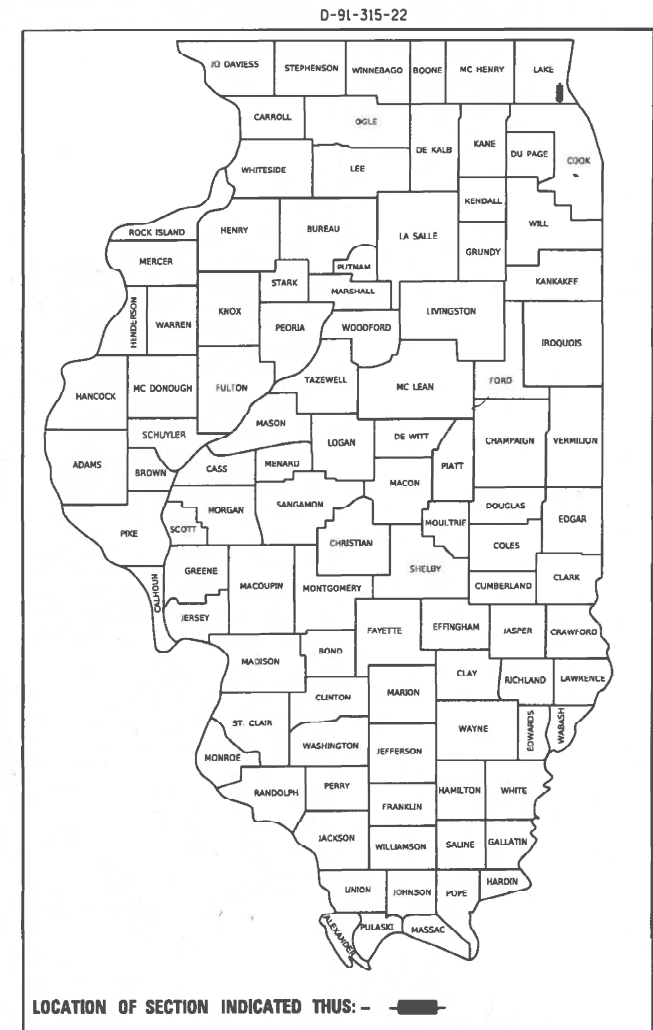 D-91-315-22
JO DAVIESS
STEPHENSON
WINNEBAGO
BOONE
MC HENRY
LAKE
CARROLL
OGLE
DE KALB
KANE
DU PAGE
COOK
WHITESIDE
LEE
KENDALL
WILL
ROCK ISLAND
HENRY
BUREAU
LA SALLE
GRUNDY
MERCER
PUTNAM
STARK
MARSHALL
KANKAKEE
HENDERSON
WARREN
KNOX
PEORIA
WOODFORD
LIVINGSTON
IROQUOIS
HANCOCK
MC DONOUGH
FULTON
TAZEWELL
MC LEAN
FORD
SCHUYLER
MASON
LOGAN
DE WITT
CHAMPAIGN
VERMILION
ADAMS
BROWN
CASS
MENARD
PIATT
MACON
PIKE
SCOTT
MORGAN
SANGAMON
MOULTRIE
DOUGLAS
EDGAR
CHRISTIAN
COLES
CALHOUN
GREENE
MACOUPIN
MONTGOMERY
SHELBY
CUMBERLAND
CLARK
JERSEY
FAYETTE
EFFINGHAM
JASPER
CRAWFORD
MADISON
BOND
CLAY
RICHLAND
LAWRENCE
CLINTON
MARION
ST. CLAIR
WAYNE
EDWARDS
WABASH
MONROE
WASHINGTON
JEFFERSON
RANDOLPH
PERRY
HAMILTON
WHITE
FRANKLIN
JACKSON
WILLIAMSON
SALINE
GALLATIN
UNION
JOHNSON
POPE
HARDIN
ALEXANDER
PULASKI
MASSAC
LOCATION OF SECTION INDICATED THUS: -